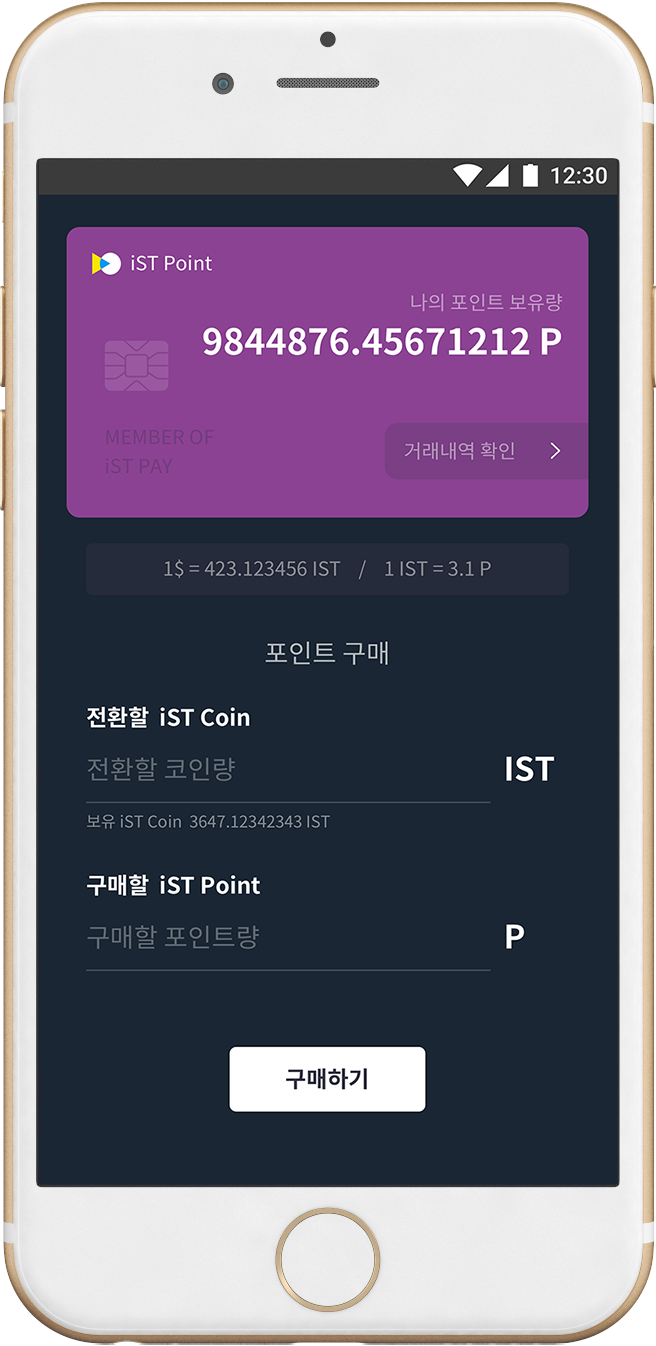 12:30
iST Point
나의 포인트 보유량
9844876.45671212 P
MEMBER OF
iST PAY
거래내역 확인
1$ = 423.123456 IST / 1 IST = 3.1 P
포인트 구매
전환할 iST Coin
전환할 코인량 IST
보유 iST Coin 3647.12342343 IST
구매할 iST Point
구매할 포인트량 P
구매하기